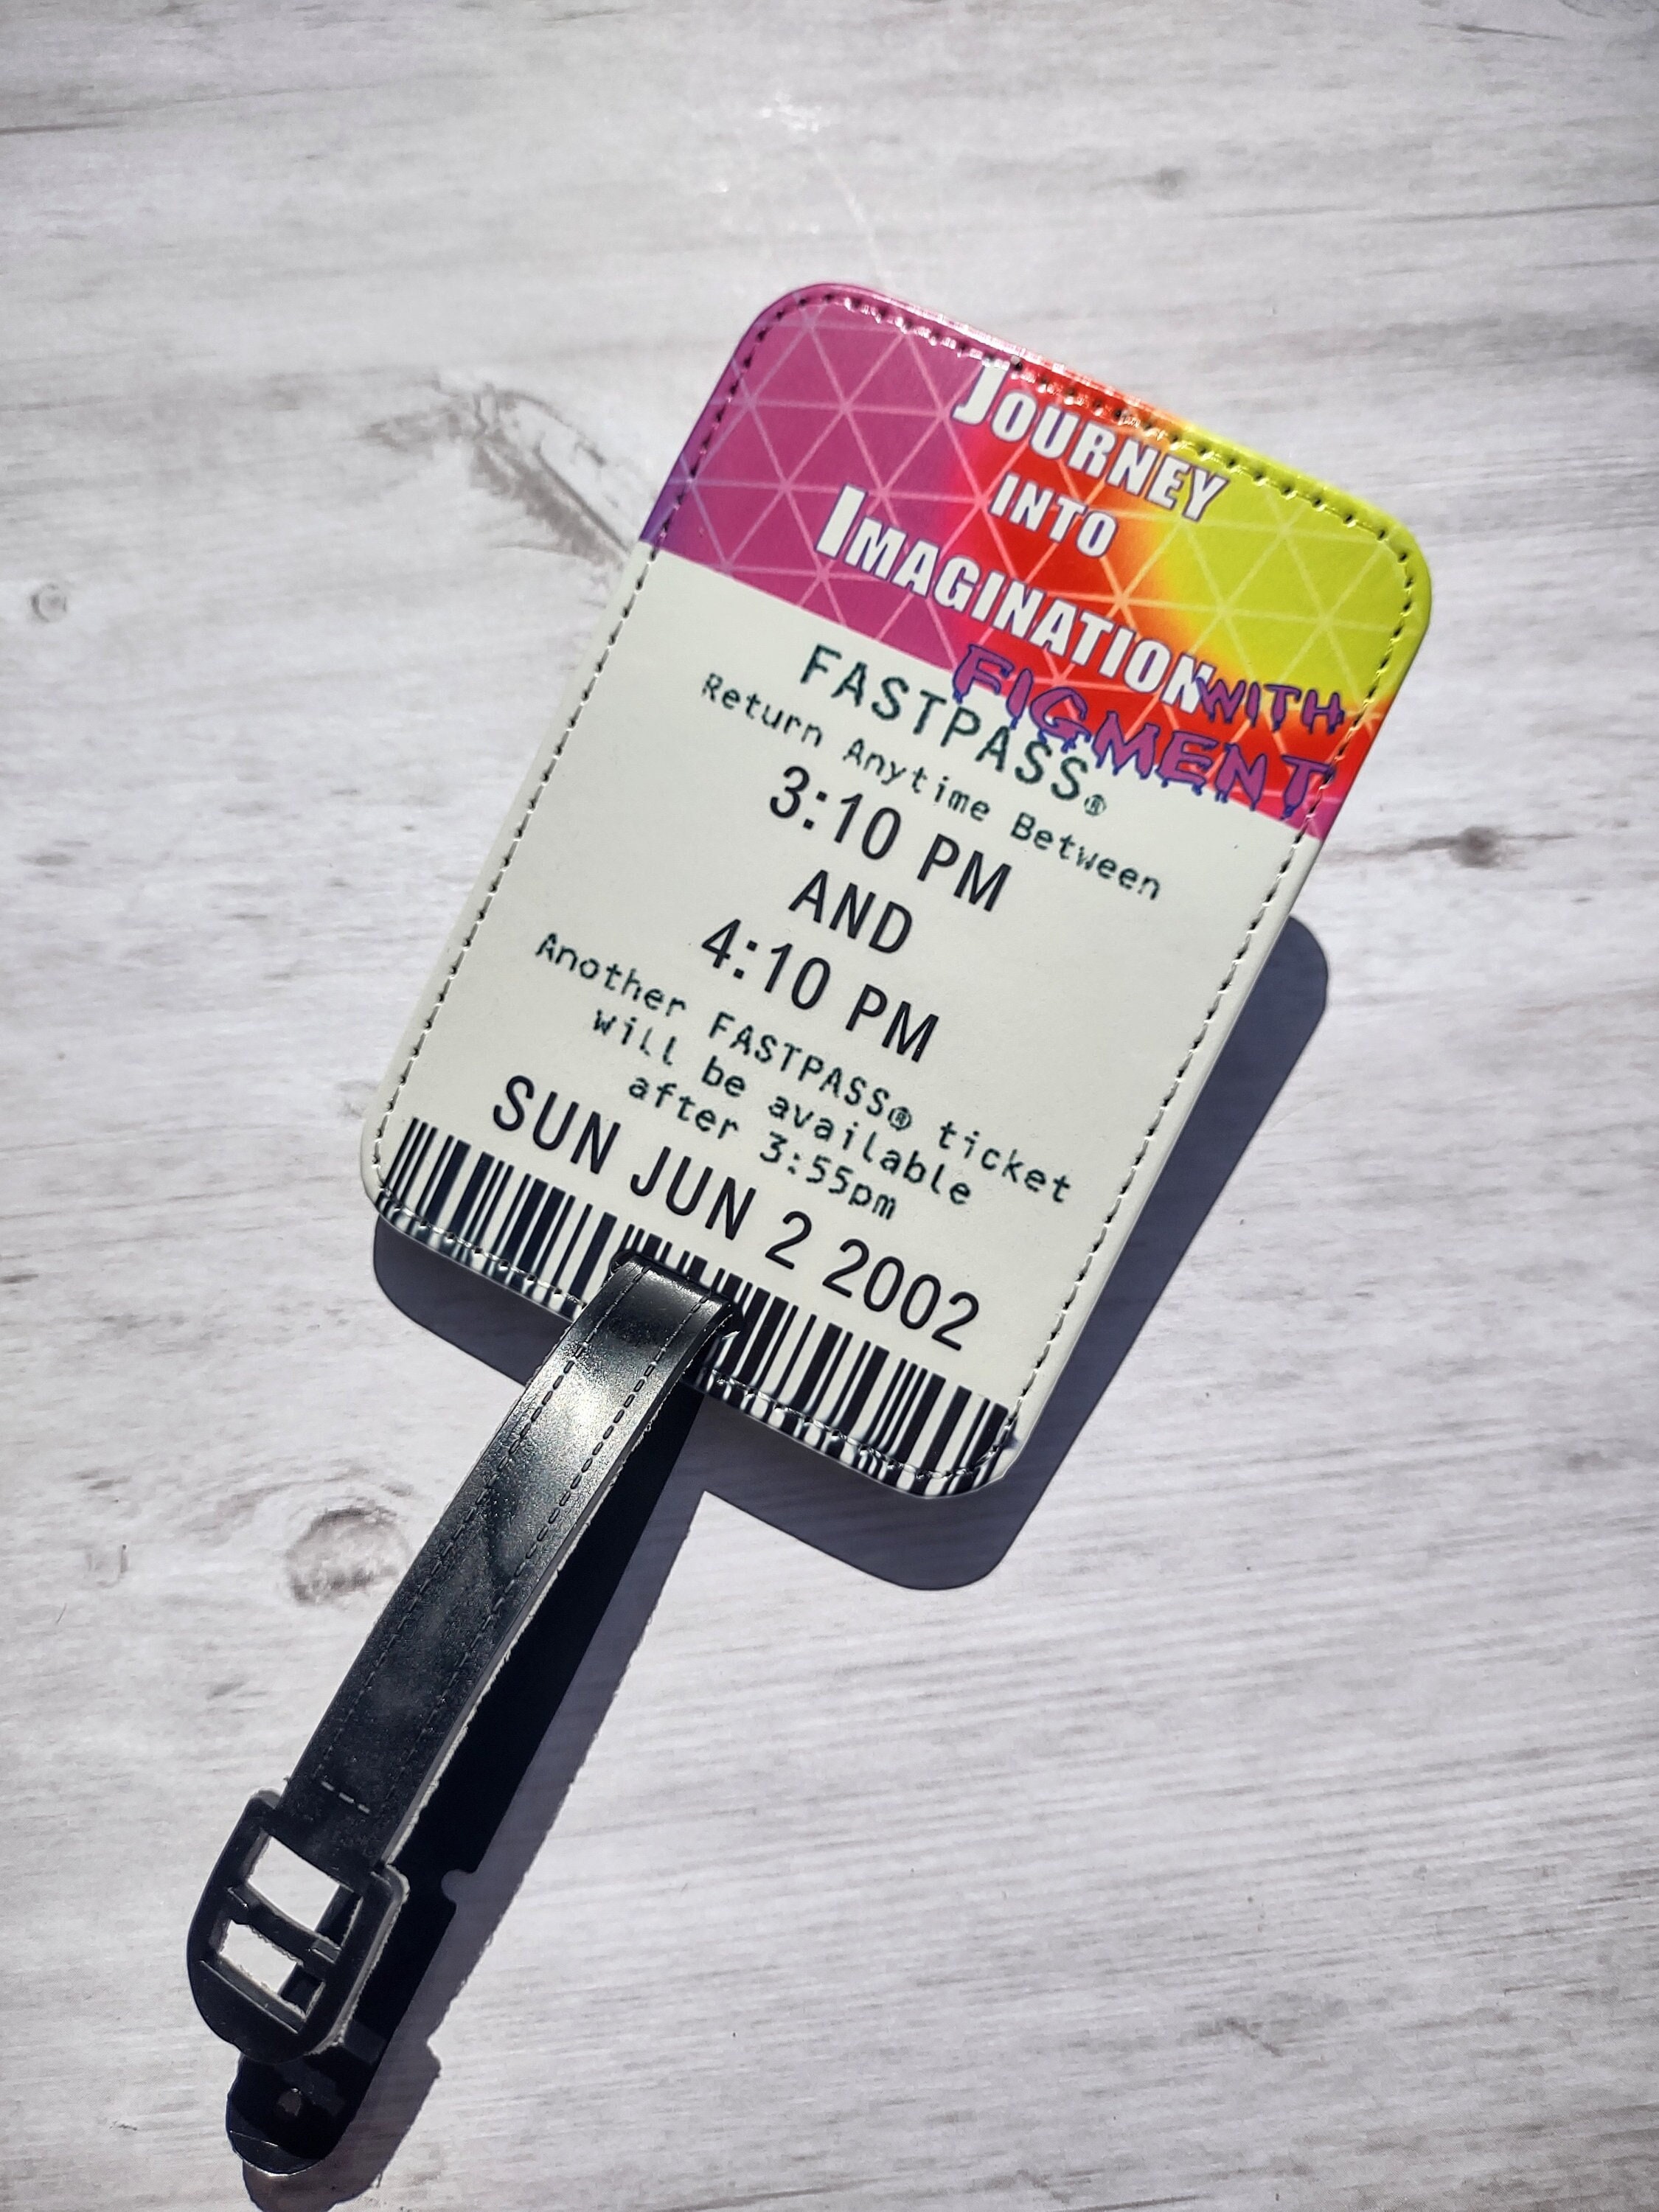 JOURNEY
INTO
IMAGINATION
WITH
FIGMENT
FASTPASS®
Return Anytime Between
3:10 PM
AND
4:10 PM
Another FASTPASS® ticket
will be available
after 3:55pm
SUN JUN 2 2002